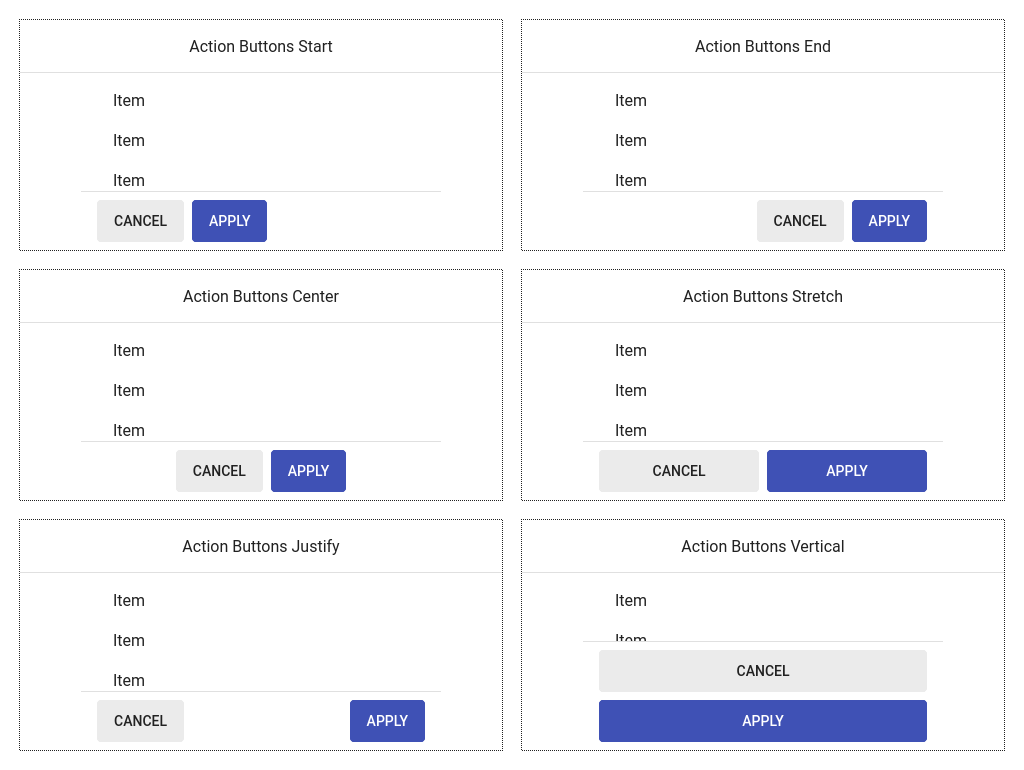 Action Buttons Start
Item
Item
Item
CANCEL APPLY
Action Buttons End
Item
Item
Item
CANCEL APPLY
Action Buttons Center
Item
Item
Item
CANCEL APPLY
Action Buttons Stretch
Item
Item
Item
CANCEL APPLY
Action Buttons Justify
Item
Item
Item
CANCEL APPLY
Action Buttons Vertical
Item
Item
CANCEL
APPLY